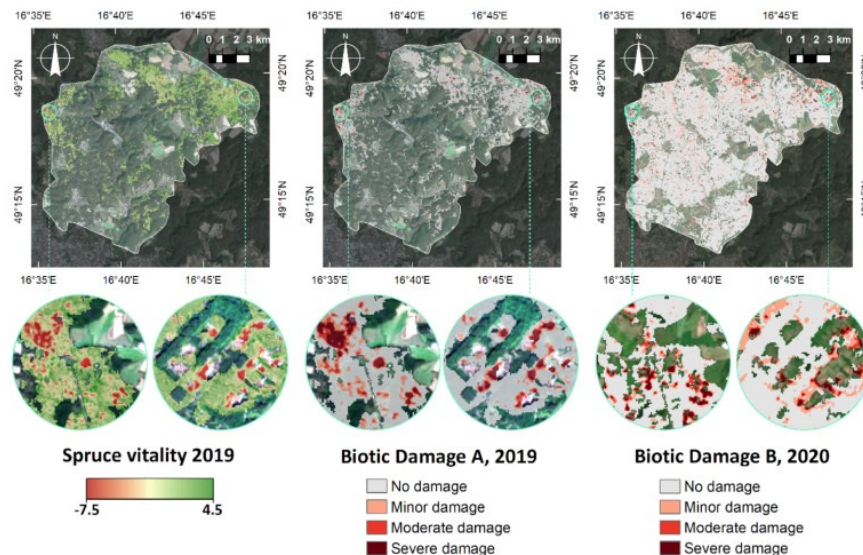 16°35'E 16°40'E 16°45'E
16°35'E 16°40'E 16°45'E
16°35'E 16°40'E 16°45'E
N
0 1 2 3 km
N
0 1 2 3 km
N
0 1 2 3 km
49°20'N
49°20'N
49°20'N
49°20'N
49°15'N
49°15'N
49°15'N
49°15'N
16°35'E 16°40'E 16°45'E
16°35'E 16°40'E 16°45'E
16°35'E 16°40'E 16°45'E
Spruce vitality 2019
-7.5 4.5
Biotic Damage A, 2019
No damage
Minor damage
Moderate damage
Severe damage
Biotic Damage B, 2020
No damage
Minor damage
Moderate damage
Severe damage